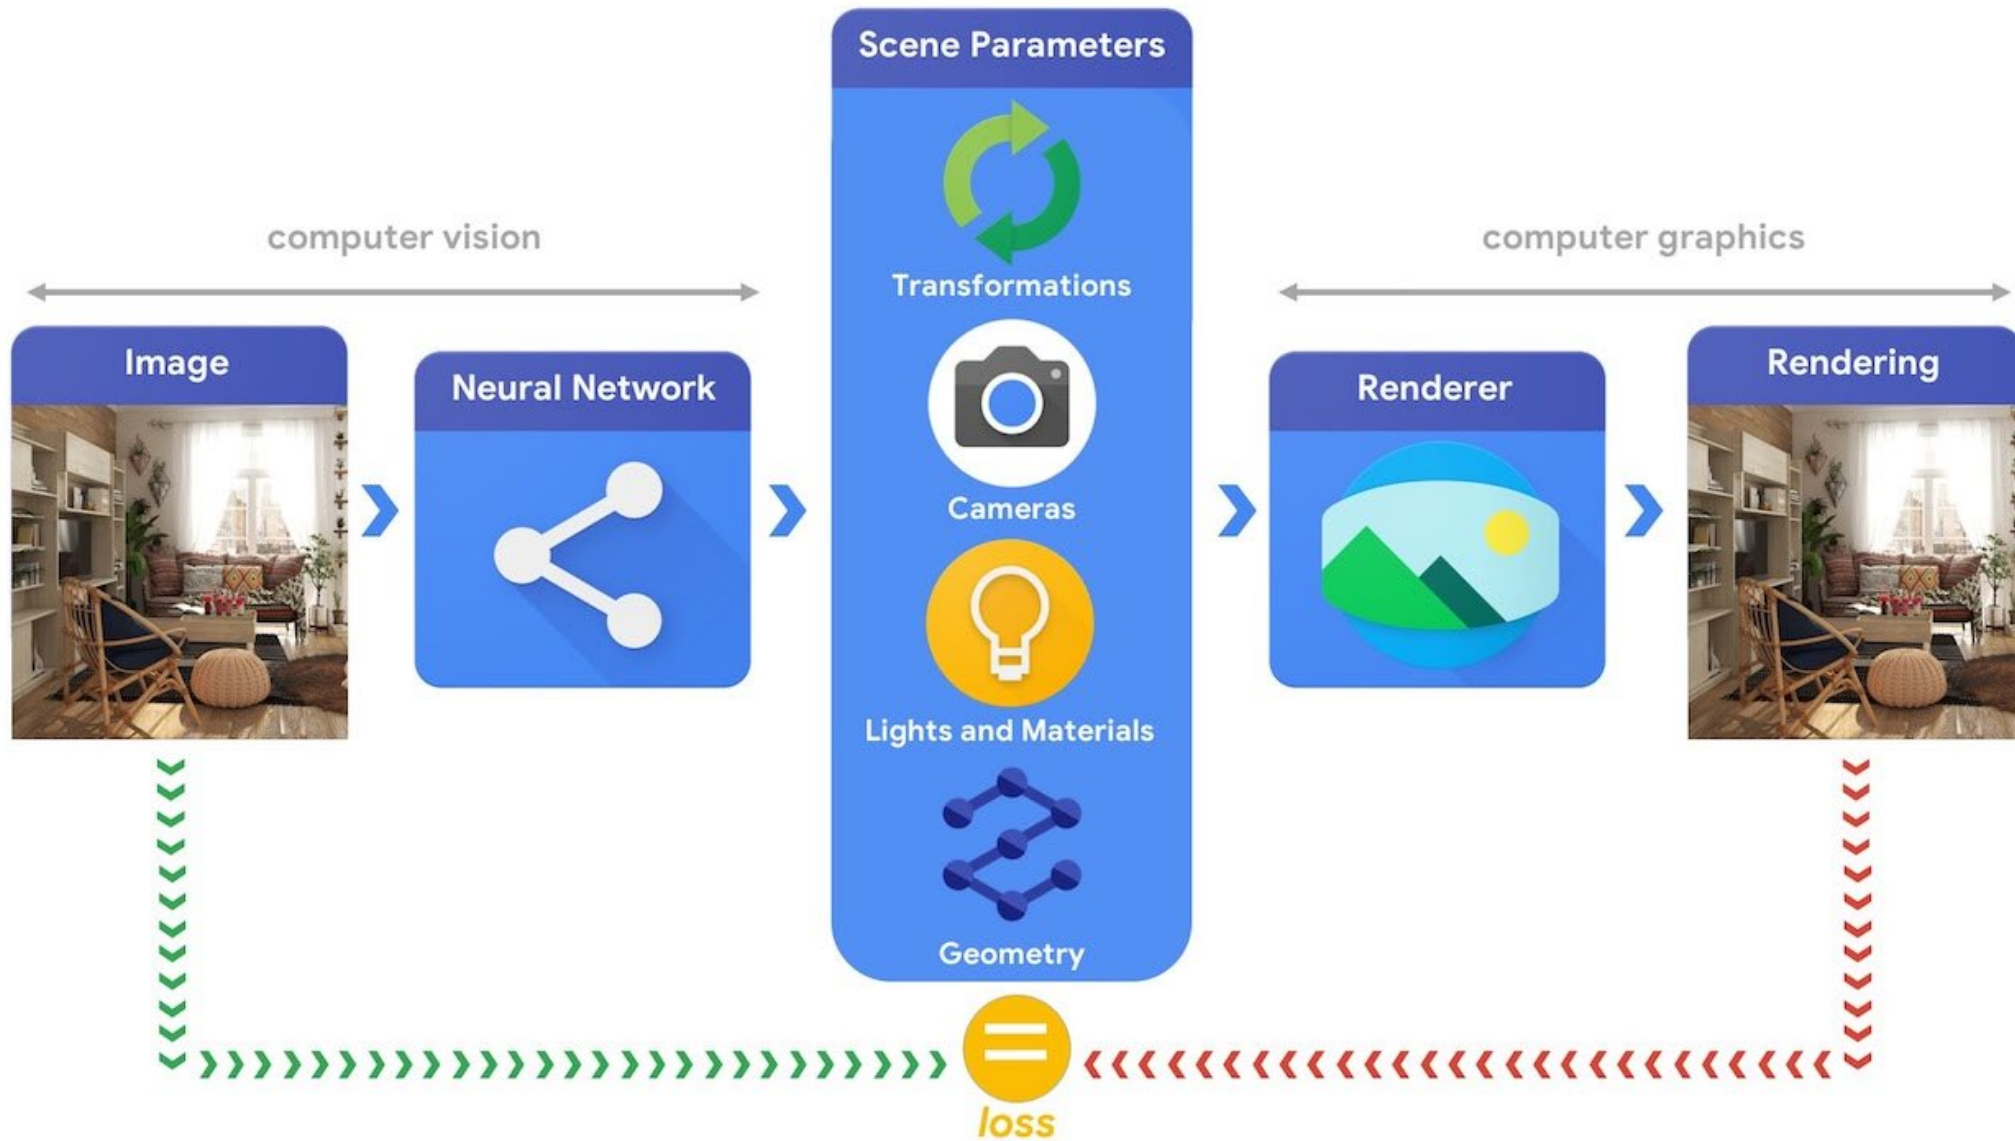 Scene Parameters
Transformations
Cameras
Lights and Materials
Geometry
computer vision
computer graphics
Image
Neural Network
Renderer
Rendering
loss